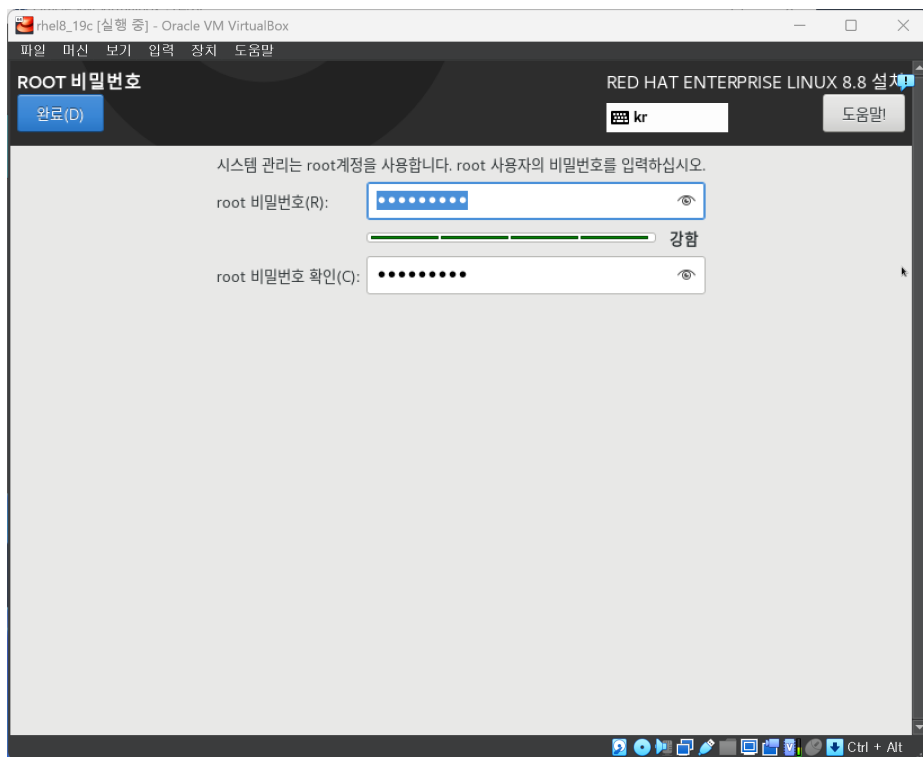 rhel8_19c [실행 중] - Oracle VM VirtualBox
파일 머신 보기 입력 장치 도움말
ROOT 비밀번호
RED HAT ENTERPRISE LINUX 8.8 설치
완료(D)
kr
도움말!
시스템 관리는 root계정을 사용합니다. root 사용자의 비밀번호를 입력하십시오.
root 비밀번호(R):
●●●●●●●●●
강함
root 비밀번호 확인(C):
●●●●●●●●●
Ctrl + Alt